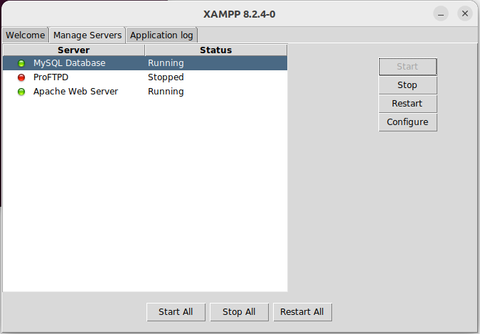 XAMPP 8.2.4-0
Welcome Manage Servers Application log
Server Status
MySQL Database Running
ProFTPD Stopped
Apache Web Server Running
Start
Stop
Restart
Configure
Start All Stop All Restart All